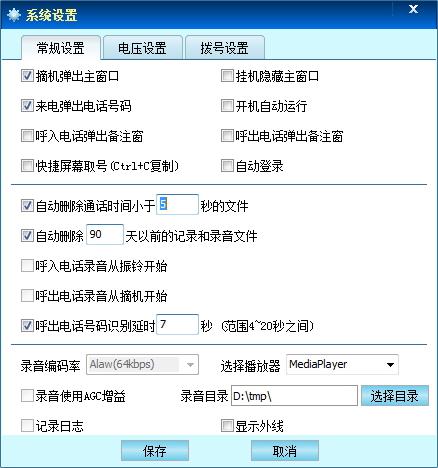 系统设置
常规设置 电压设置 拨号设置
摘机弹出主窗口 挂机隐藏主窗口
来电弹出电话号码 开机自动运行
呼入电话弹出备注窗 呼出电话弹出备注窗
快捷屏幕取号(Ctrl+C复制) 自动登录
自动删除通话时间小于 5 秒的文件
自动删除 90 天以前的记录和录音文件
呼入电话录音从振铃开始
呼出电话录音从摘机开始
呼出电话号码识别延时 7 秒 (范围4~20秒之间)
录音编码率 Alaw(64kbps) 选择播放器 MediaPlayer
录音使用AGC增益 录音目录 D:\tmp\ 选择目录
记录日志 显示外线
保存 取消